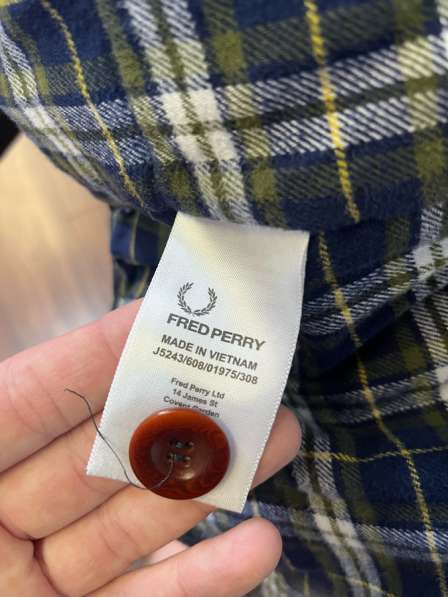 FRED PERRY
MADE IN VIETNAM
J5243/608/01975/308
Fred Perry Ltd
14 James St
Covent Garden